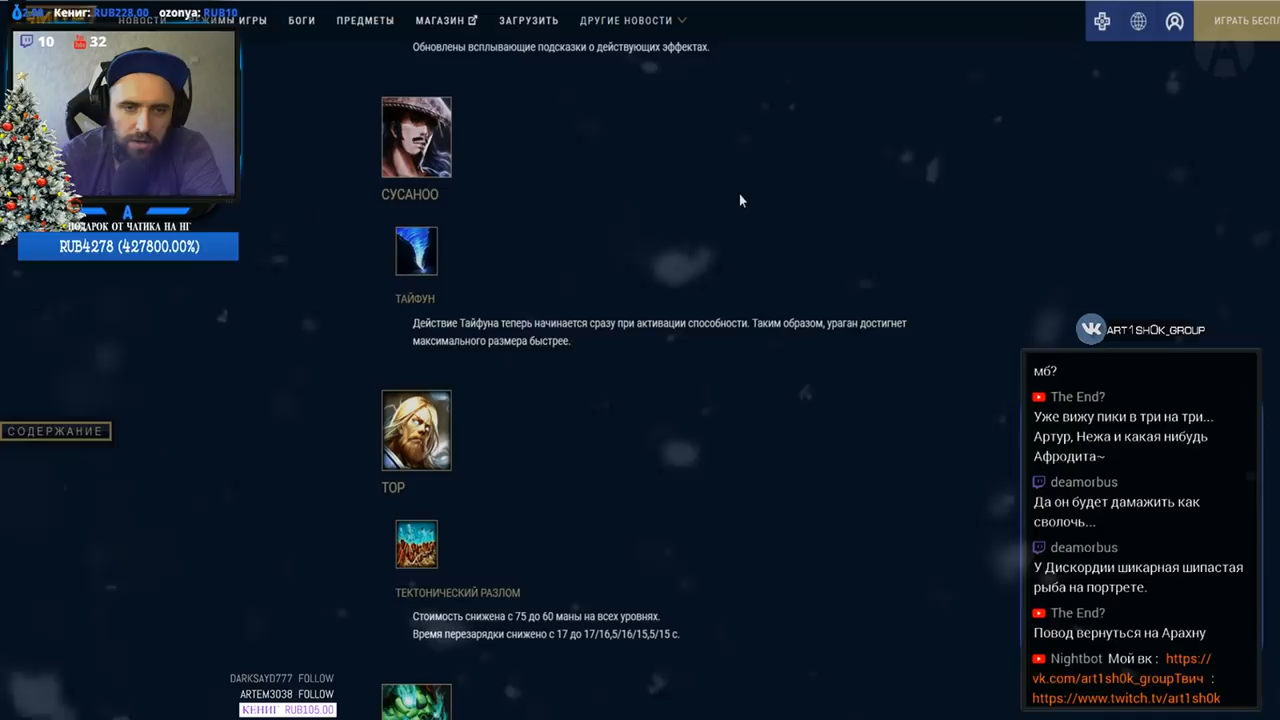 2.00 Кениг: RUB228.00 ozonya: RUB10
НОВОСТИ РЕЖИМЫ ИГРЫ БОГИ ПРЕДМЕТЫ МАГАЗИН ЗАГРУЗИТЬ ДРУГИЕ НОВОСТИ
ИГРАТЬ БЕСПЛ
10 32
Обновлены всплывающие подсказки о действующих эффектах.
СУСАНОО
ПОДАРОК ОТ ЧАТИКА НА НГ
RUB4278 (427800.00%)
ТАЙФУН
Действие Тайфуна теперь начинается сразу при активации способности. Таким образом, ураган достигнет
максимального размера быстрее.
СОДЕРЖАНИЕ
ТОР
ТЕКТОНИЧЕСКИЙ РАЗЛОМ
Стоимость снижена с 75 до 60 маны на всех уровнях.
Время перезарядки снижено с 17 до 17/16,5/16/15,5/15 с.
DARKSAYD777 FOLLOW
ARTEM3038 FOLLOW
КЕНИГ RUB105.00
ART1SH0K_GROUP
мб?
The End?
Уже вижу пики в три на три...
Артур, Нежа и какая нибудь
Афродита~
deamorbus
Да он будет дамажить как
сволочь...
deamorbus
У Дискордии шикарная шипастая
рыба на портрете.
The End?
Повод вернуться на Арахну
Nightbot Мой вк : https://
vk.com/art1sh0k_groupТвич :
https://www.twitch.tv/art1sh0k